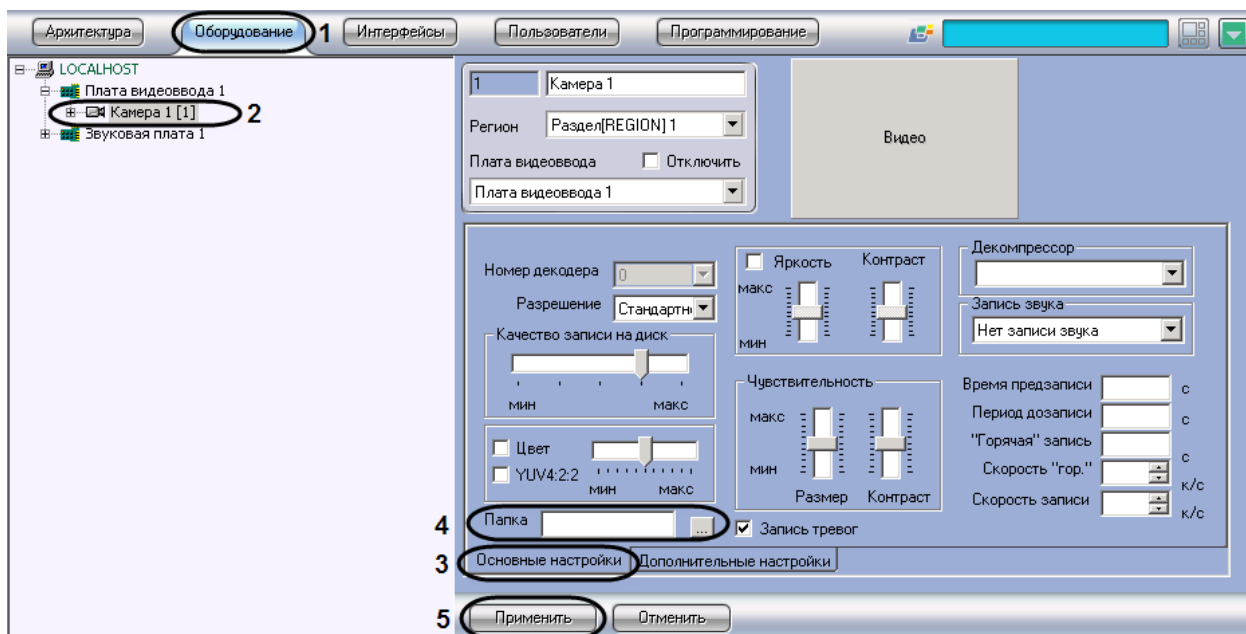 Архитектура Оборудование 1 Интерфейсы Пользователи Программирование
LOCALHOST
Плата видеоввода 1
Камера 1 [1] 2
Звуковая плата 1
1 Камера 1
Регион Раздел[REGION] 1
Плата видеоввода Отключить
Плата видеоввода 1
Видео
Номер декодера 0
Разрешение Стандартн
Качество записи на диск
мин макс
Цвет
YUV4:2:2
мин макс
4 Папка ...
Яркость Контраст
макс
мин
Чувствительность
макс
мин
Размер Контраст
Запись тревог
Декомпрессор
Запись звука
Нет записи звука
Время предзаписи с
Период дозаписи с
"Горячая" запись с
Скорость "гор." к/с
Скорость записи к/с
3 Основные настройки Дополнительные настройки
5 Применить Отменить